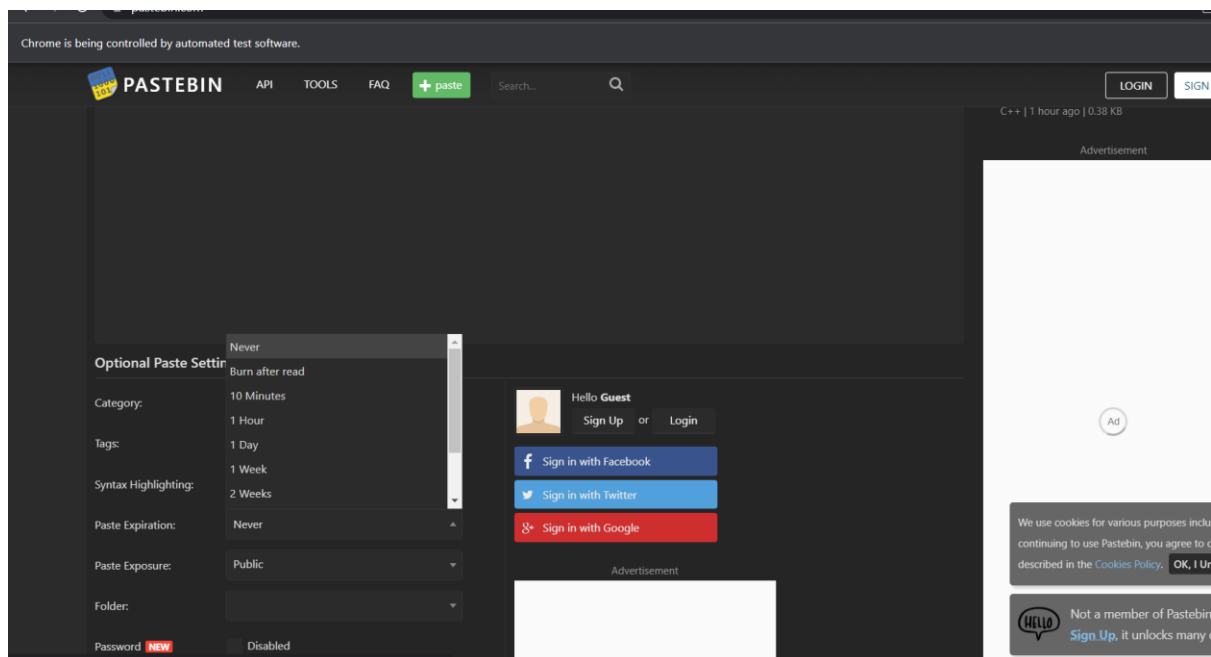 pastebin.com
Chrome is being controlled by automated test software.
PASTEBIN API TOOLS FAQ + paste Search... LOGIN SIGN
C++ | 1 hour ago | 0.38 KB
Advertisement
Ad
Never
Burn after read
10 Minutes
1 Hour
1 Day
1 Week
2 Weeks
Optional Paste Settin
Category:
Tags:
Syntax Highlighting:
Paste Expiration: Never
Paste Exposure: Public
Folder:
Password NEW Disabled
Hello Guest
Sign Up or Login
Sign in with Facebook
Sign in with Twitter
Sign in with Google
Advertisement
We use cookies for various purposes inclu
continuing to use Pastebin, you agree to
described in the Cookies Policy. OK, I Un
HELLO
Not a member of Pastebin
Sign Up, it unlocks many